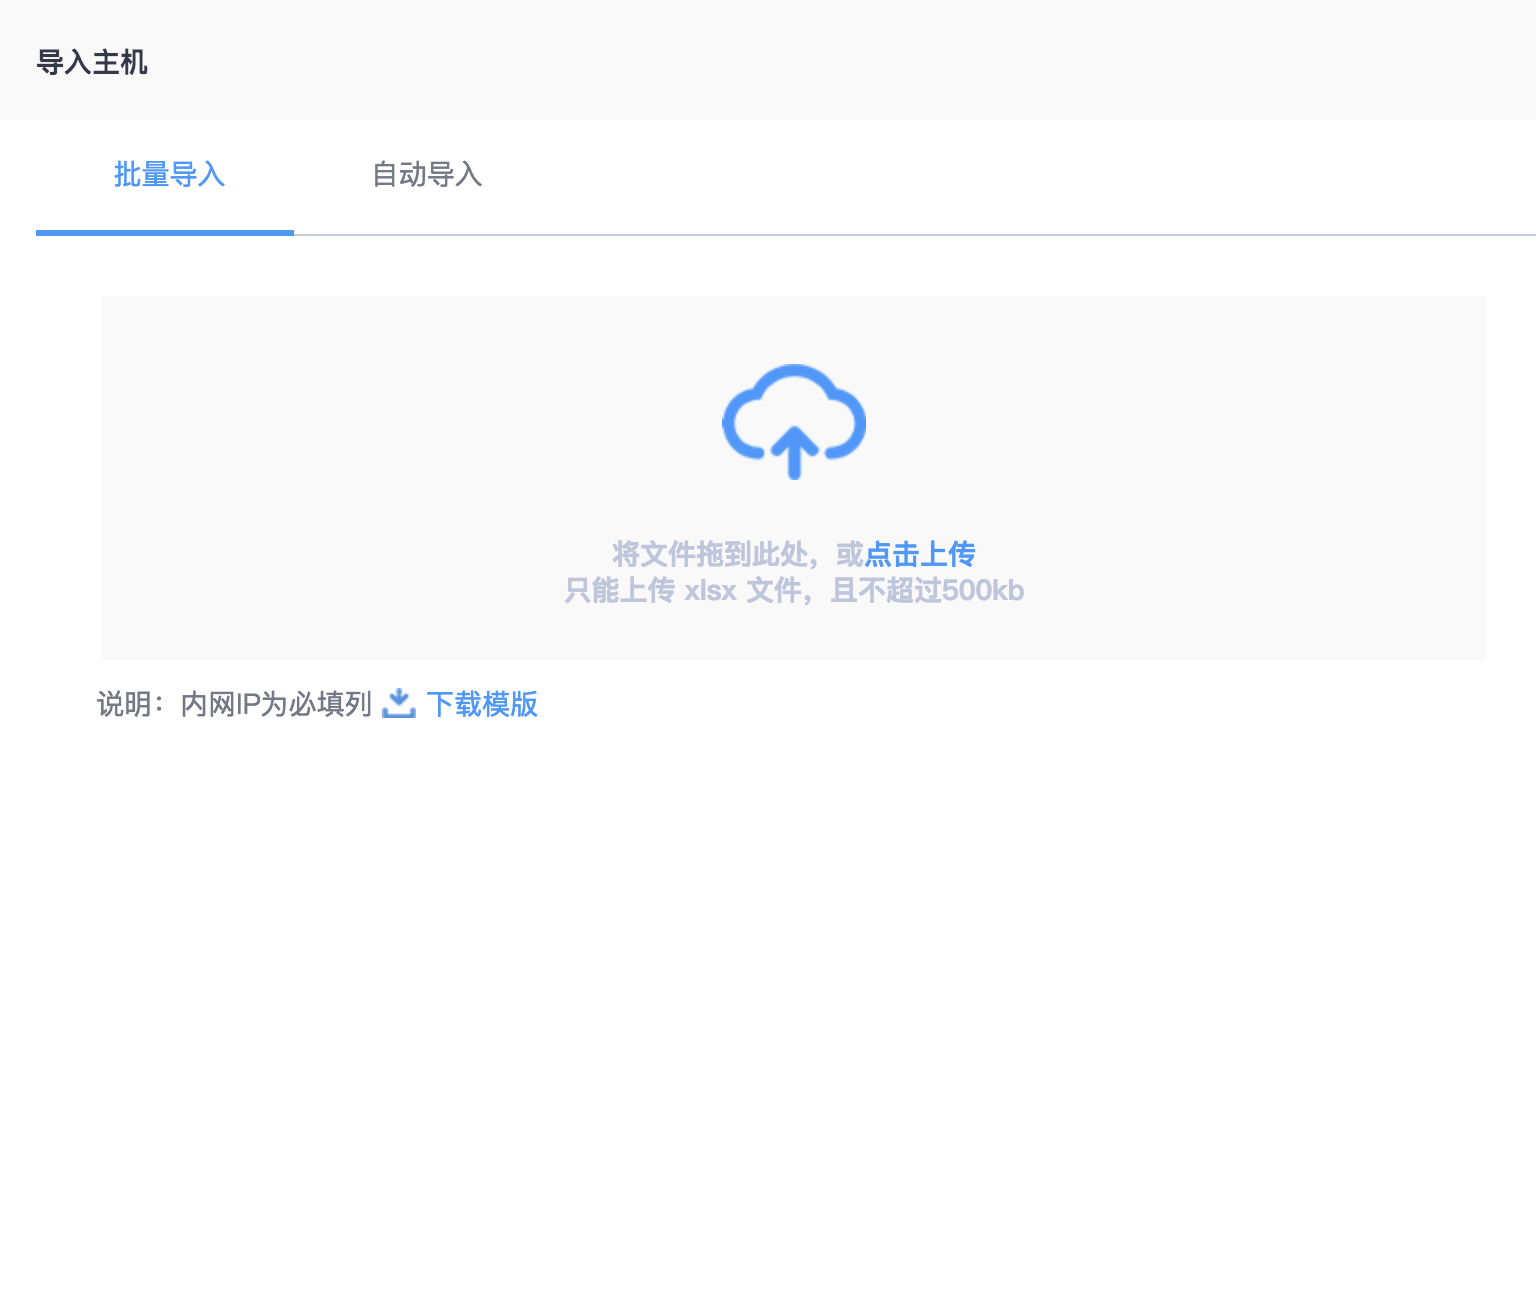 导入主机
批量导入 自动导入
将文件拖到此处，或点击上传
只能上传 xlsx 文件，且不超过500kb
说明：内网IP为必填列 下载模版